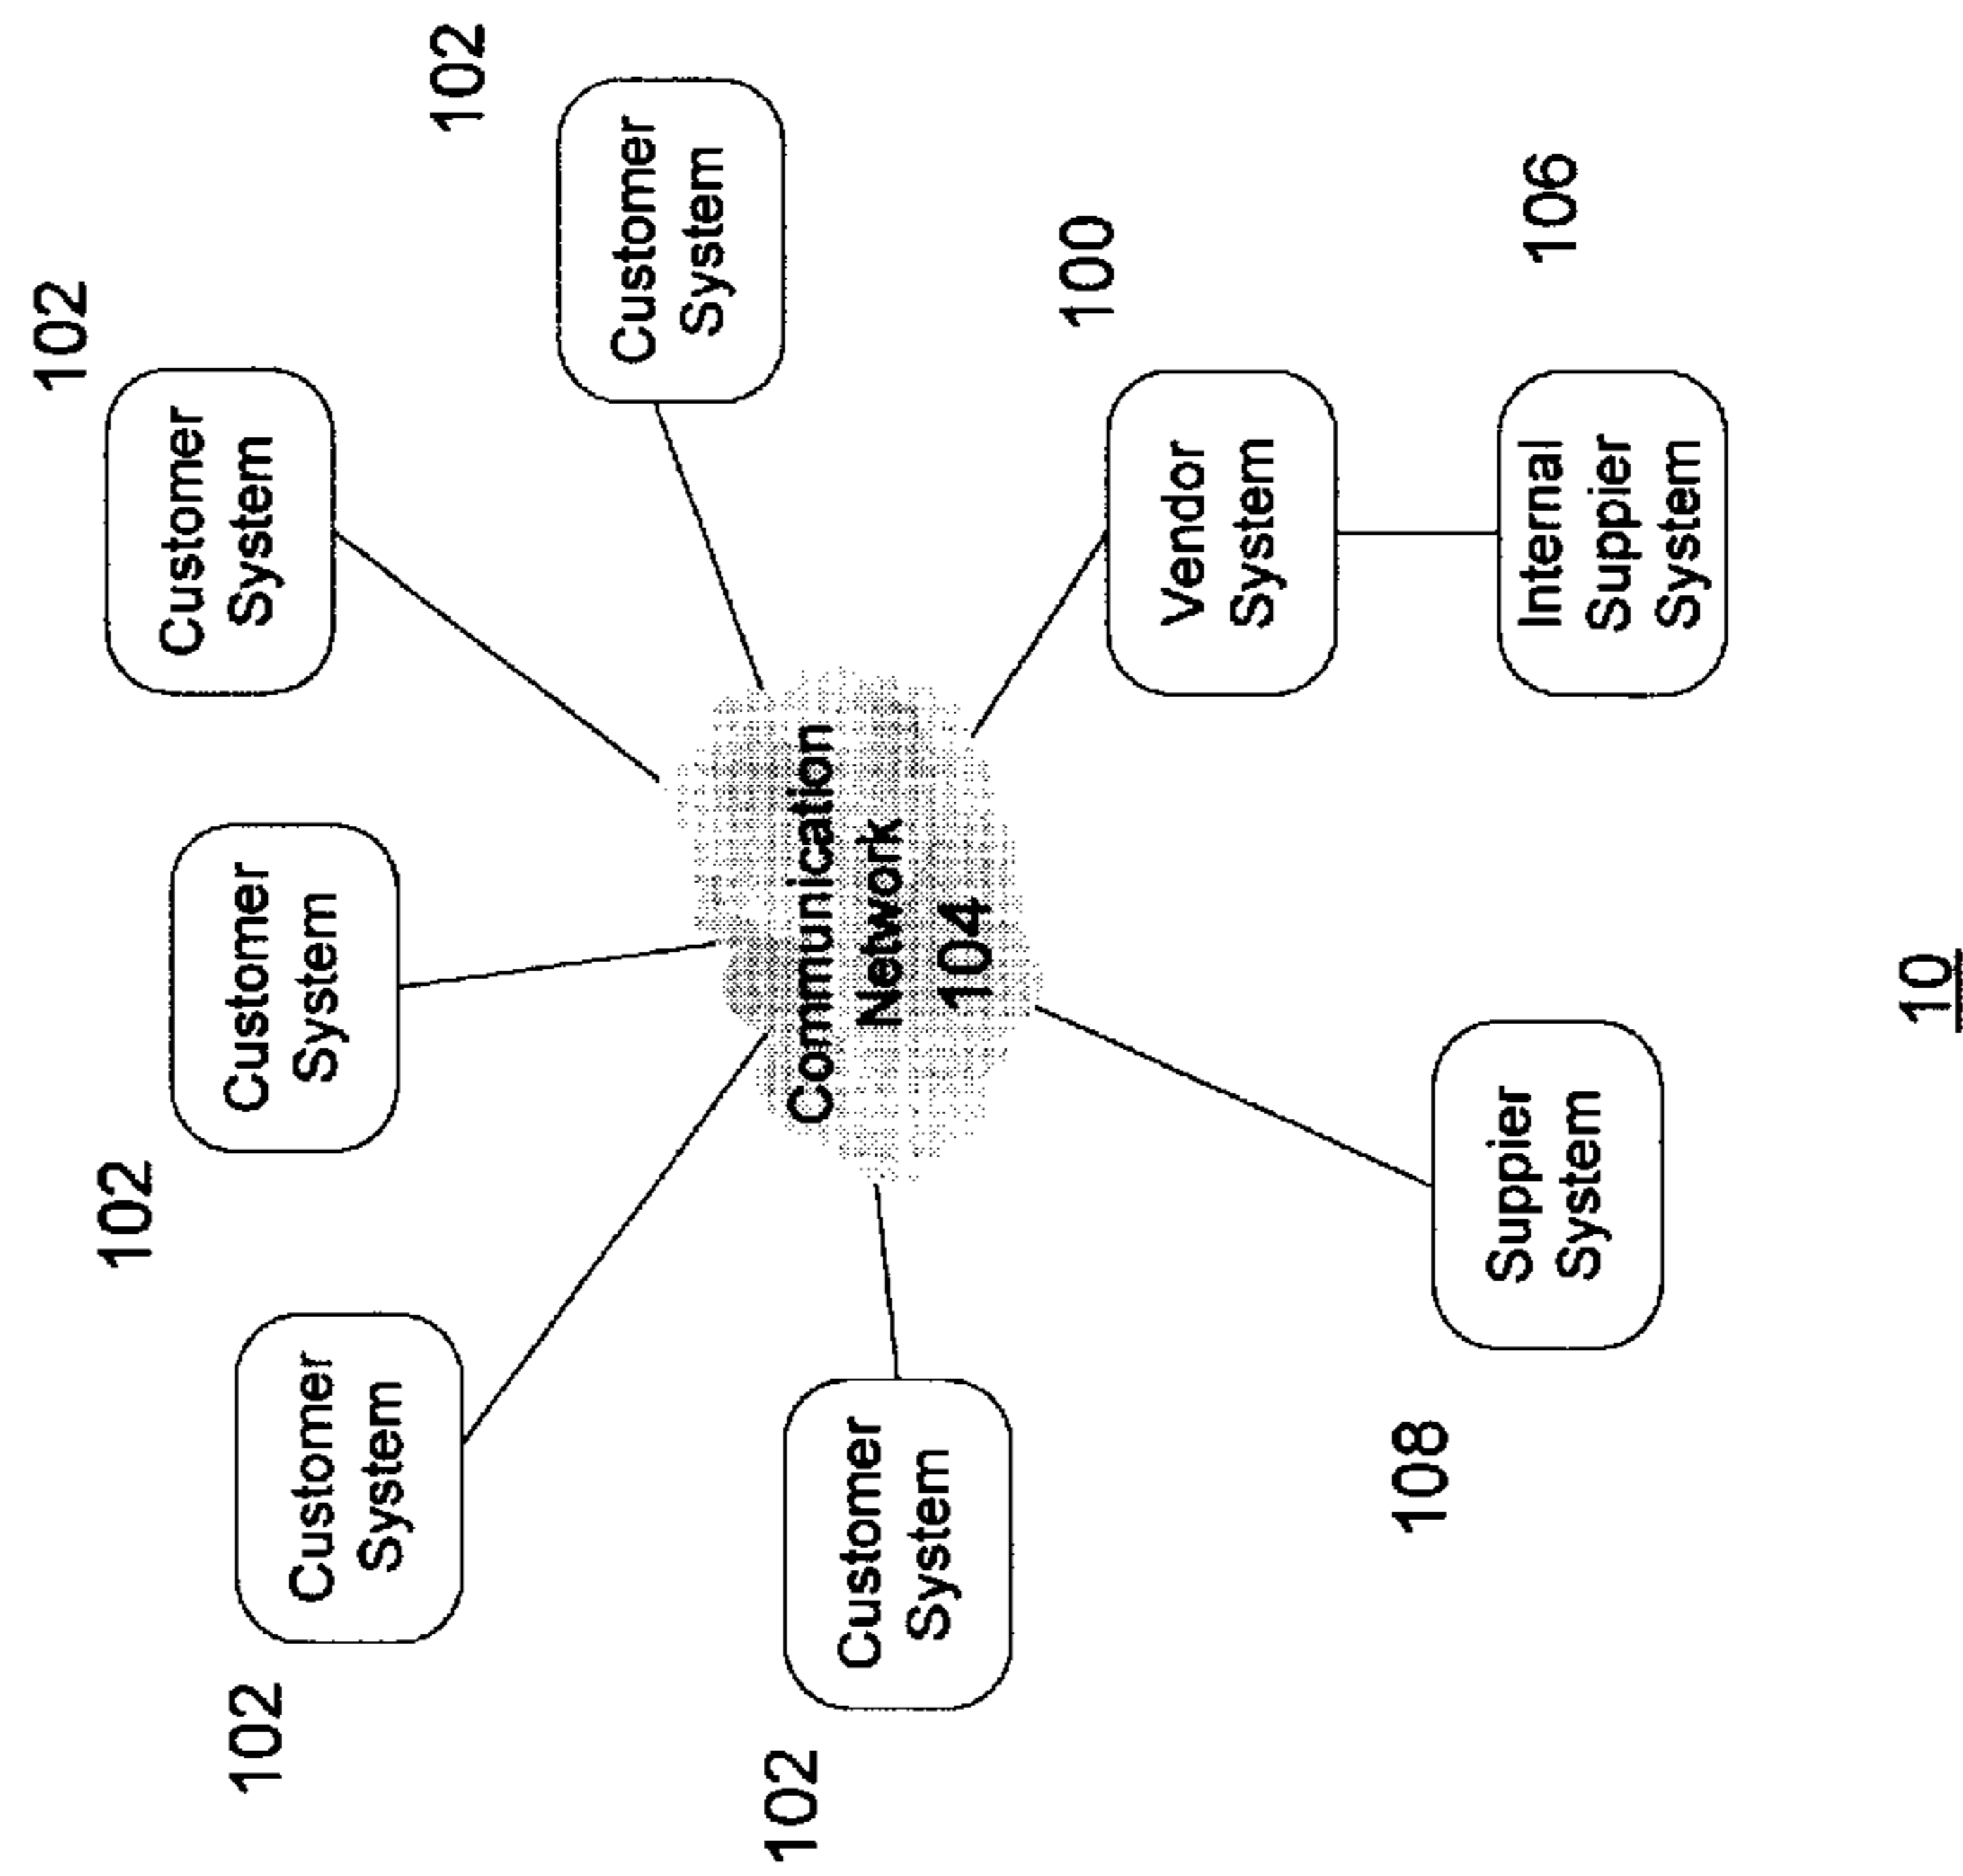 102
102
Customer
System
102
Customer
System
Customer
System
102
Customer
System
102
Customer
System
Communication
Network
104
100
Vendor
System
108
Suppier
System
106
Internal
Suppier
System
10